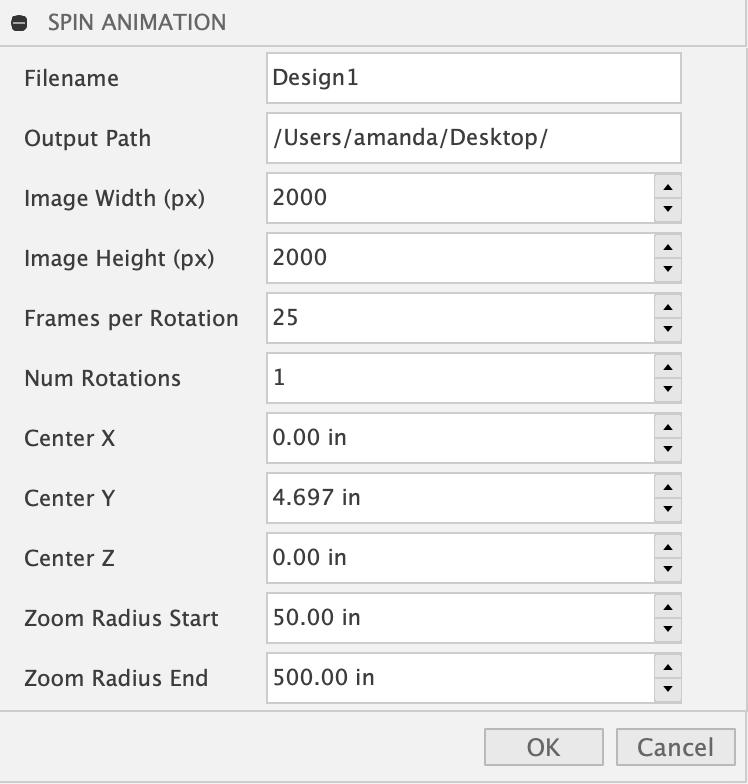 SPIN ANIMATION
Filename Design1
Output Path /Users/amanda/Desktop/
Image Width (px) 2000
Image Height (px) 2000
Frames per Rotation 25
Num Rotations 1
Center X 0.00 in
Center Y 4.697 in
Center Z 0.00 in
Zoom Radius Start 50.00 in
Zoom Radius End 500.00 in
OK Cancel